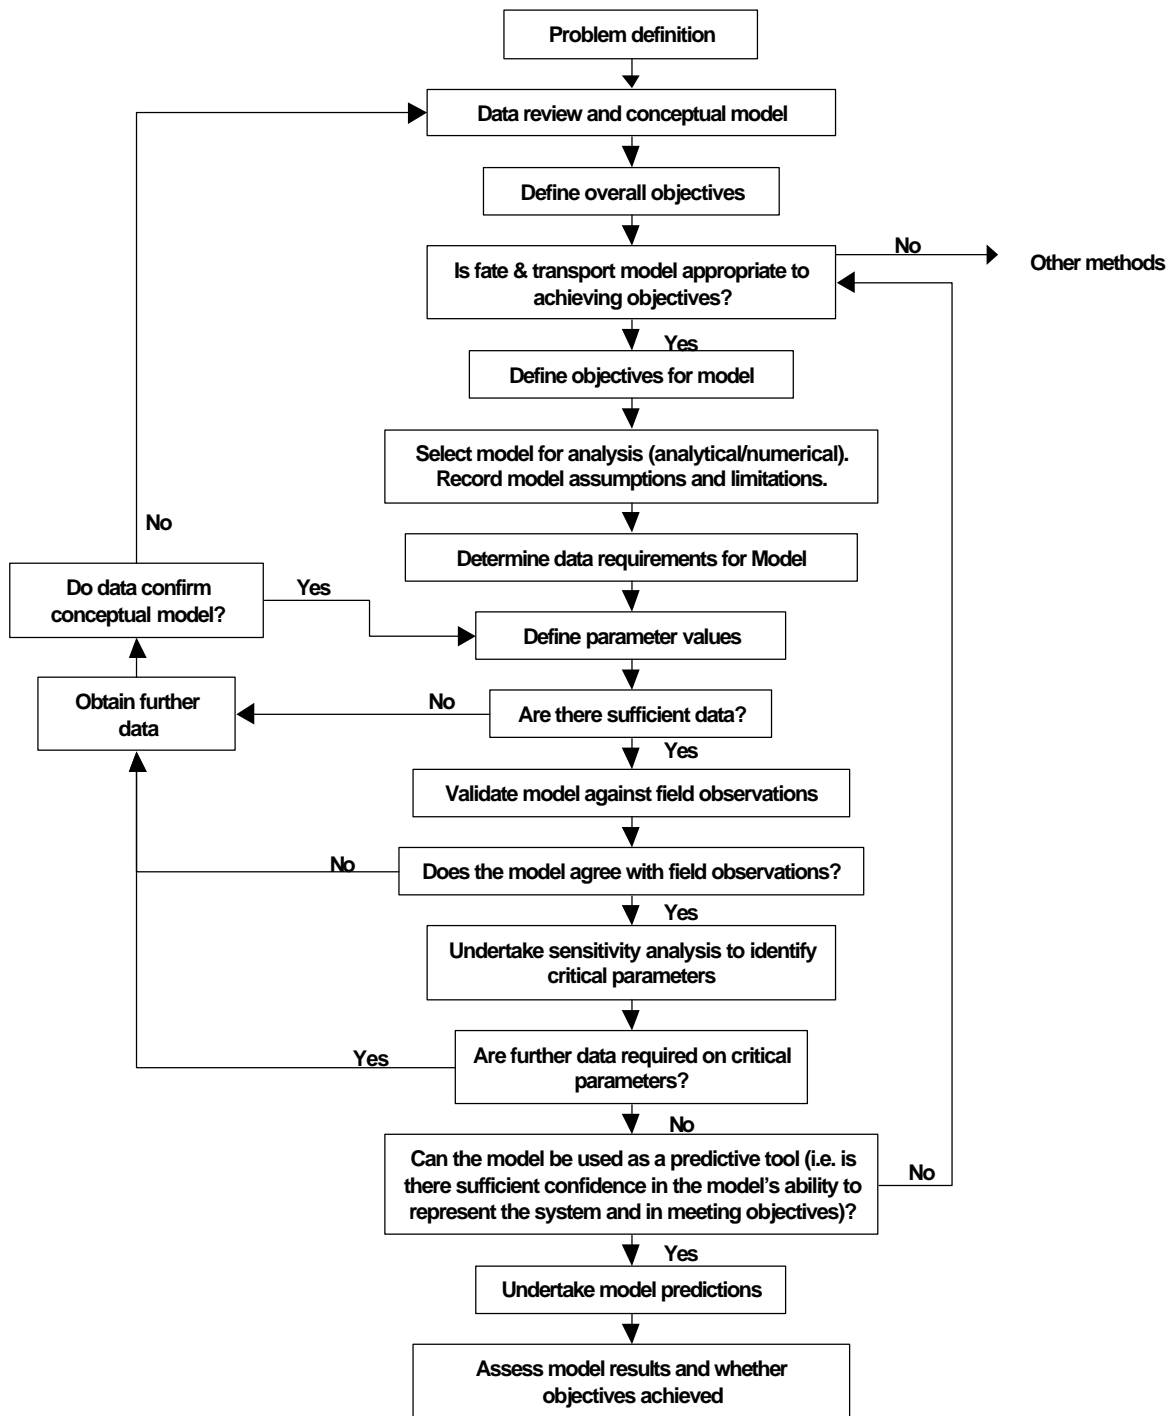 Problem definition
Data review and conceptual model
Define overall objectives
Is fate & transport model appropriate to
achieving objectives?
No
Other methods
Yes
Define objectives for model
Select model for analysis (analytical/numerical).
Record model assumptions and limitations.
No
Determine data requirements for Model
Do data confirm
conceptual model?
Yes
Define parameter values
Obtain further
data
No
Are there sufficient data?
Yes
Validate model against field observations
No
Does the model agree with field observations?
Yes
Undertake sensitivity analysis to identify
critical parameters
Yes
Are further data required on critical
parameters?
No
Can the model be used as a predictive tool (i.e. is
there sufficient confidence in the model's ability to
represent the system and in meeting objectives)?
No
Yes
Undertake model predictions
Assess model results and whether
objectives achieved